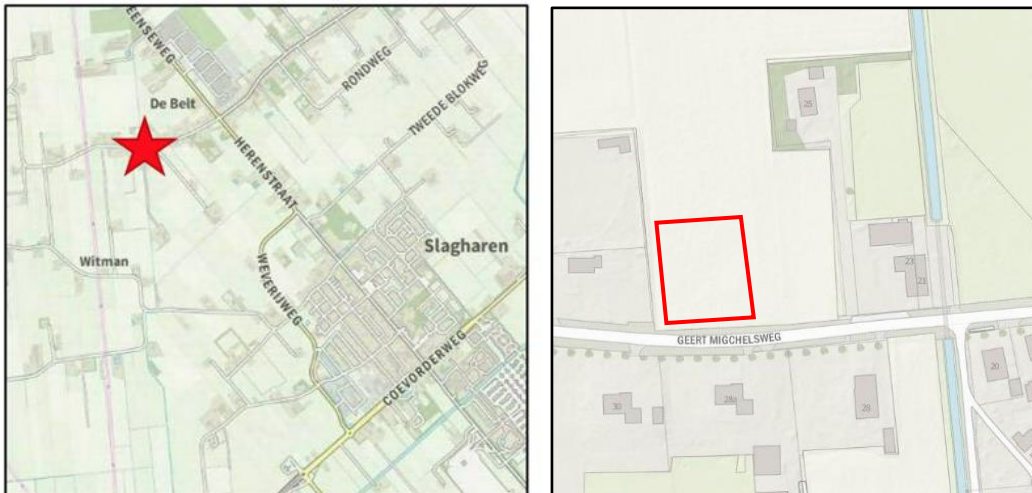 EENSEWEG
RONDWEG
De Belt
TWEEDE BLOKWEG
HERENSTRAAT
Slagharen
Witman
WEVERIJWEG
COEVORDERWEG
25
23
21
GEERT MIGCHELSWEG
20
30
28a
28